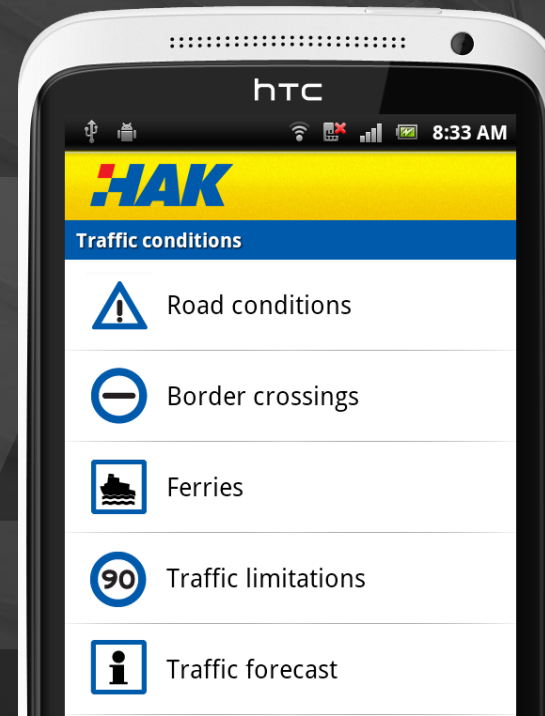 hTC
8:33 AM
HAK
Traffic conditions
Road conditions
Border crossings
Ferries
90
Traffic limitations
Traffic forecast